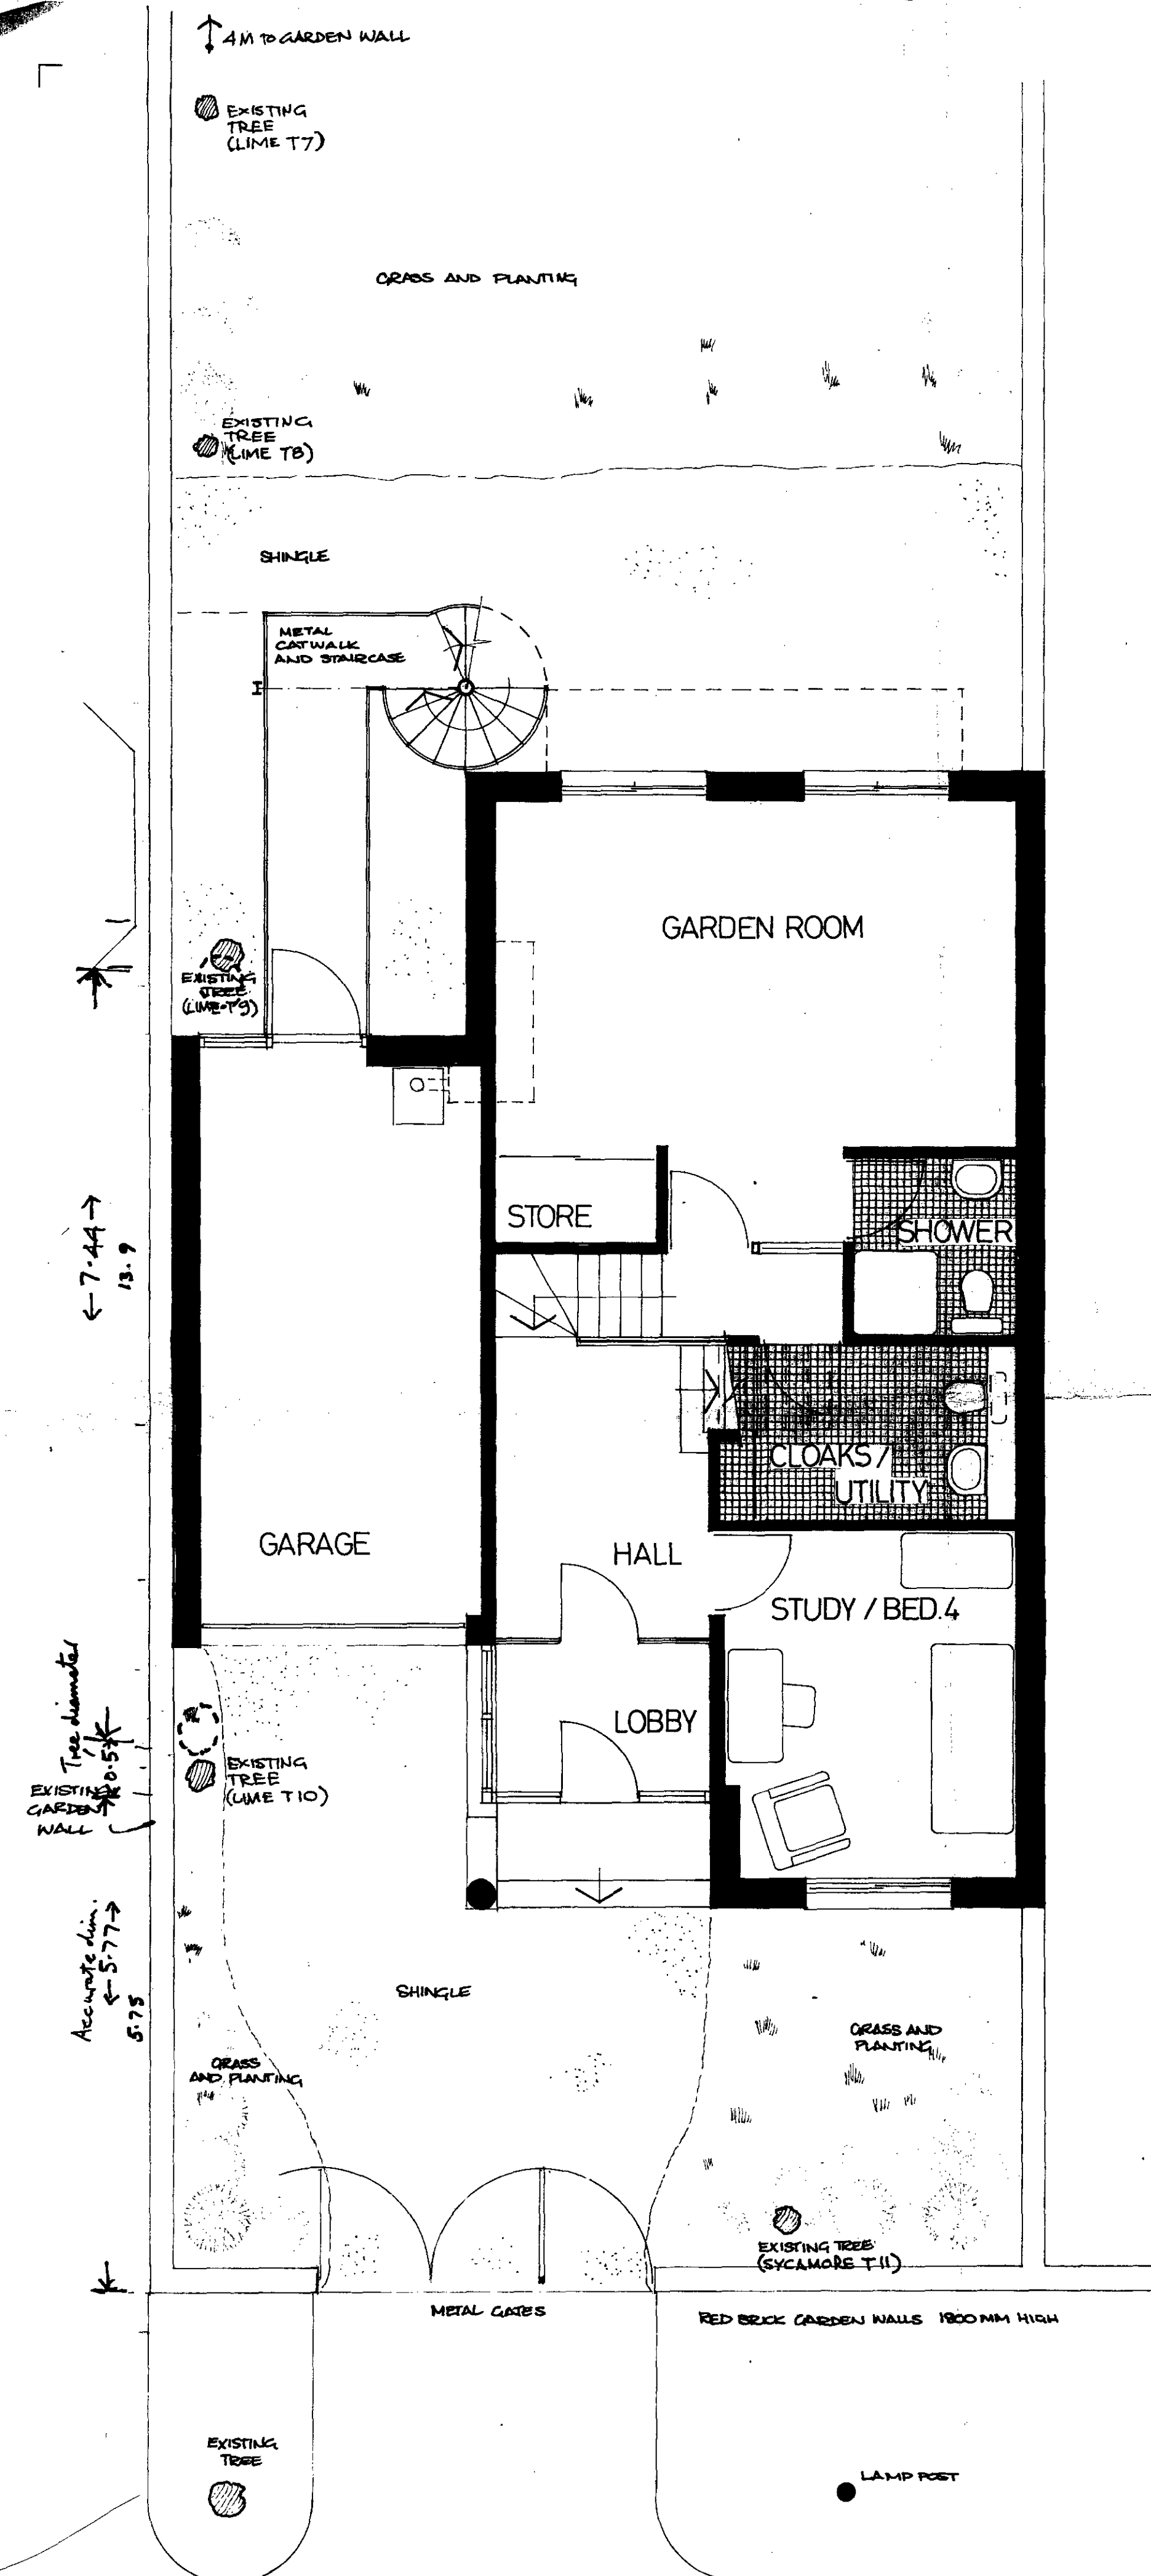 4M TO GARDEN WALL
EXISTING
TREE
(LIME T7)
GRASS AND PLANTING
EXISTING
TREE
(LIME T8)
SHINGLE
METAL
CATWALK
AND STAIRCASE
GARDEN ROOM
EXISTING
TREE
(LIME T9)
STORE
SHOWER
7.44
13.9
CLOAKS /
UTILITY
GARAGE
HALL
STUDY / BED.4
LOBBY
Tree diameter
EXISTING
TREE
(LIME T10)
EXISTING
GARDEN
WALL
Accurate dim.
5.77
5.75
SHINGLE
GRASS AND
PLANTING
GRASS
AND PLANTING
EXISTING TREE
(SYCAMORE T11)
METAL GATES
RED BRICK GARDEN WALLS 1800MM HIGH
EXISTING
TREE
LAMP POST